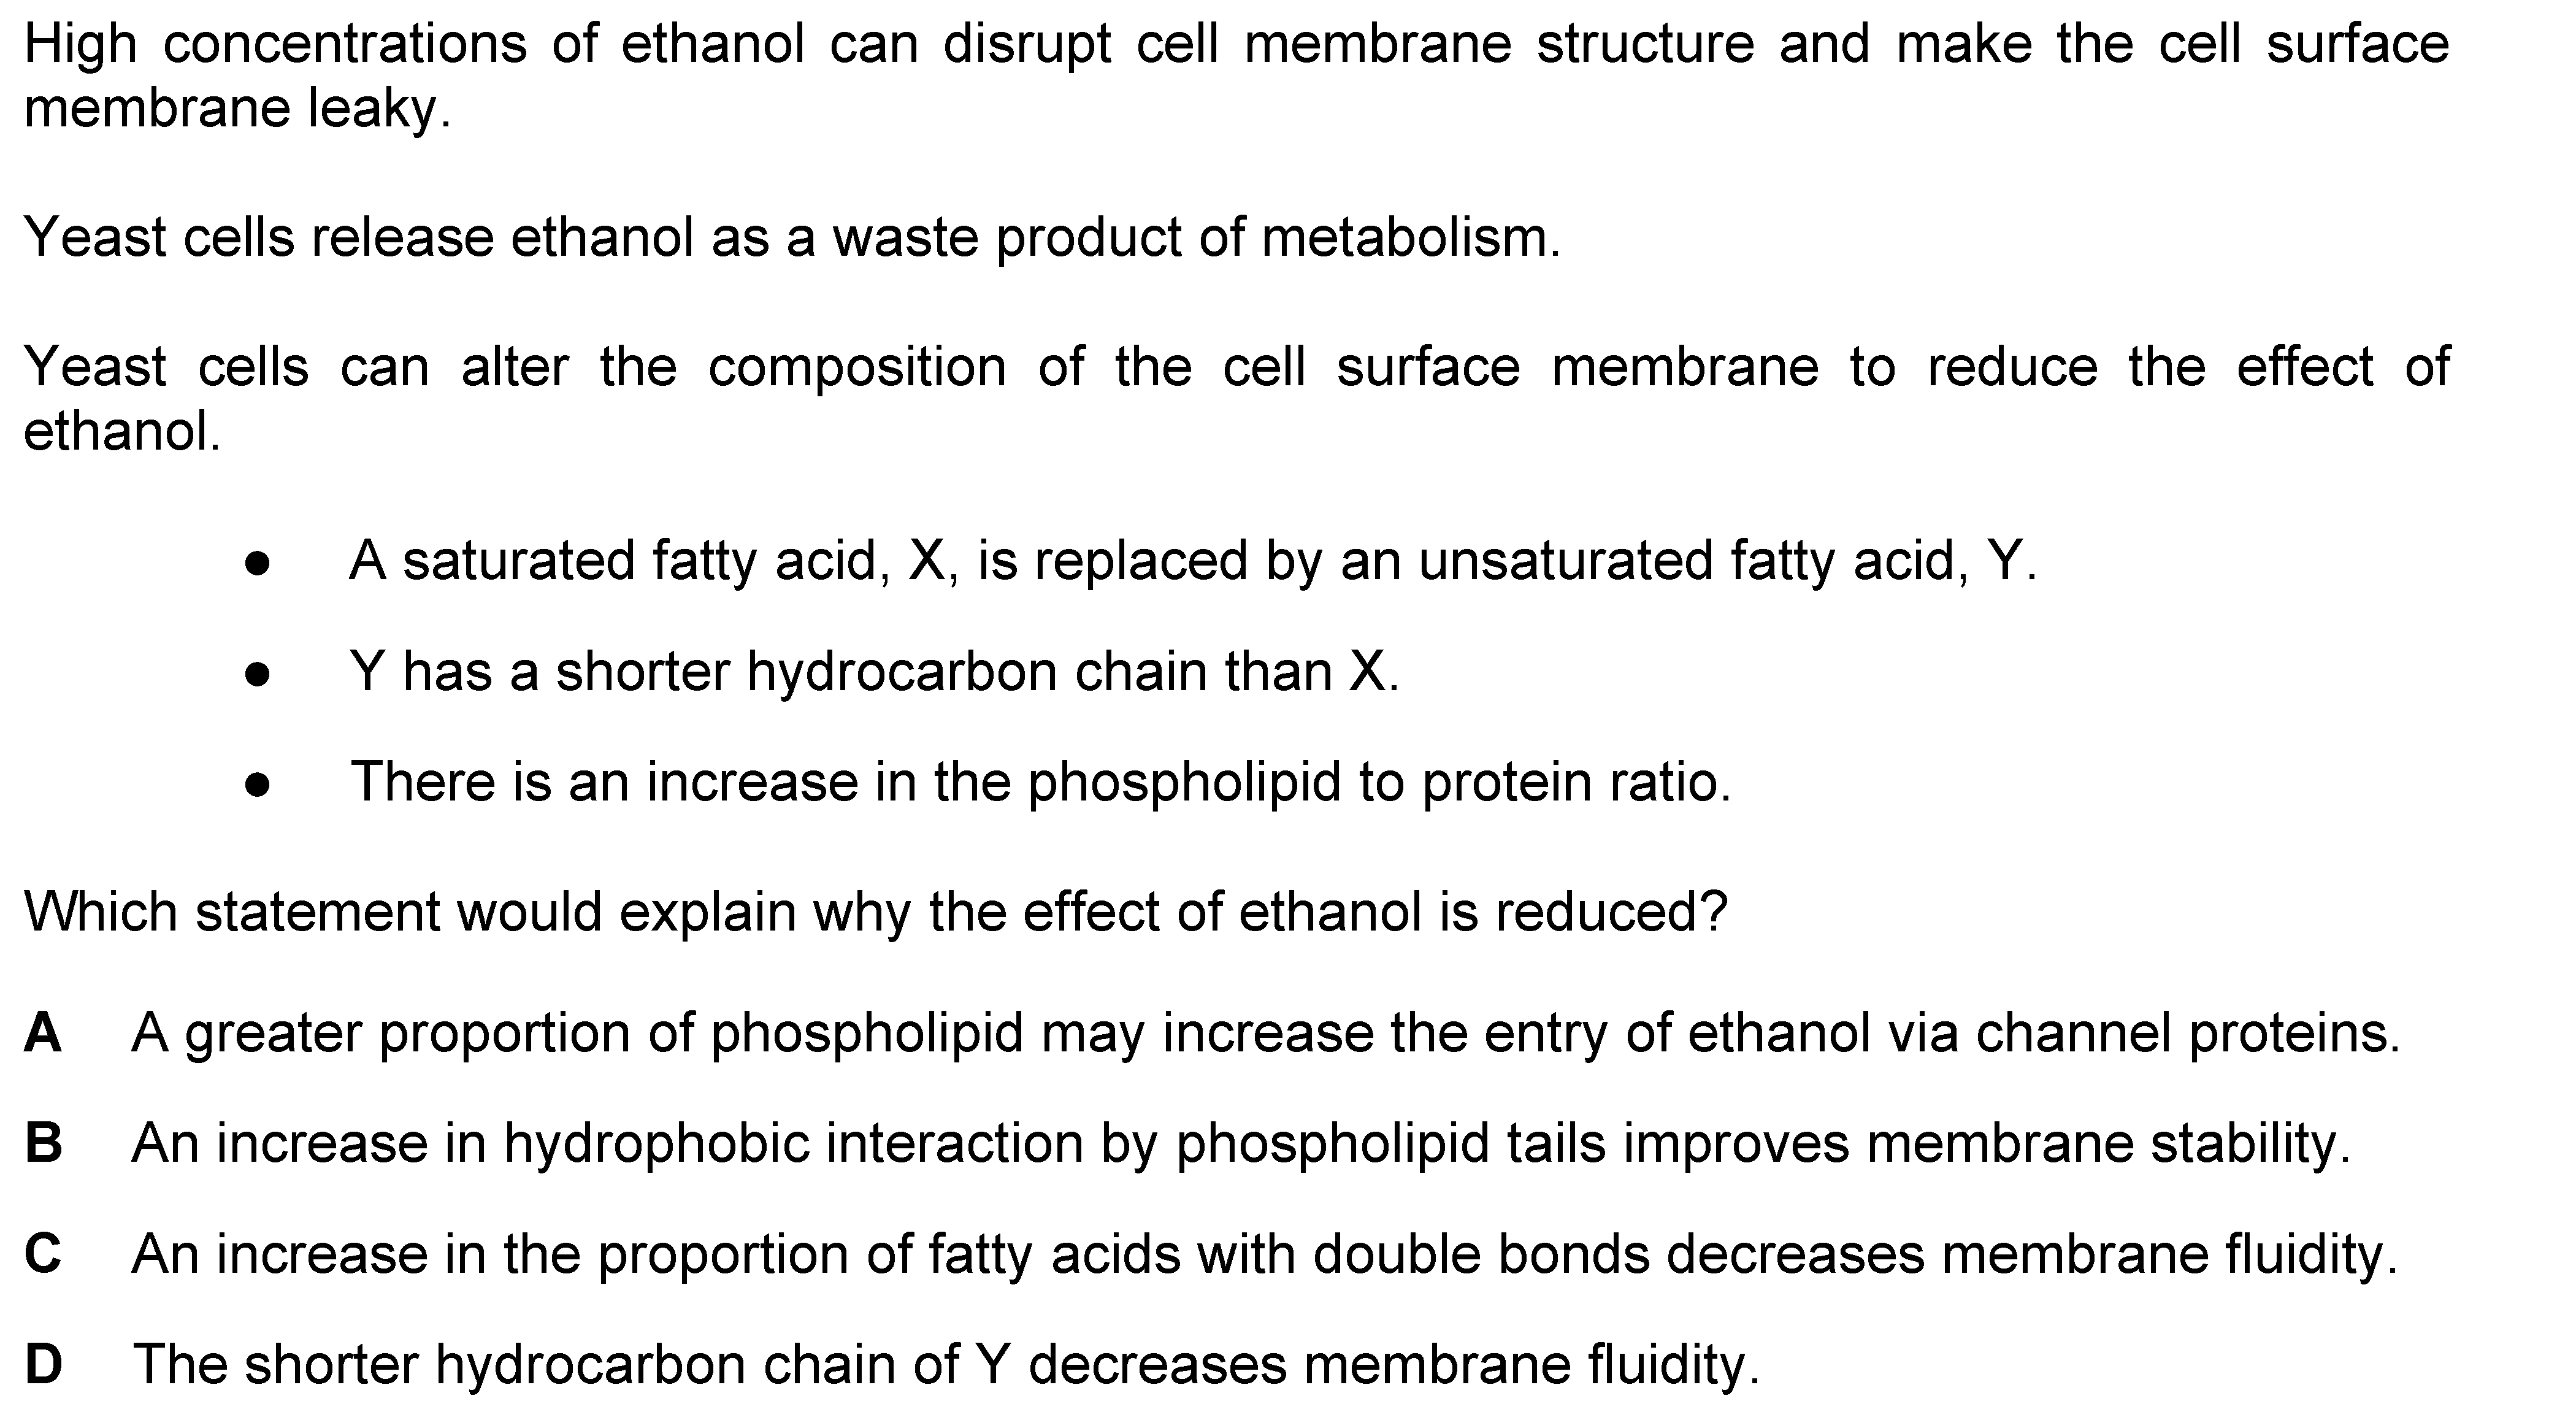 High concentrations of ethanol can disrupt cell membrane structure and make the cell surface
membrane leaky.
Yeast cells release ethanol as a waste product of metabolism.
Yeast cells can alter the composition of the cell surface membrane to reduce the effect of
ethanol.
● A saturated fatty acid, X, is replaced by an unsaturated fatty acid, Y.
● Y has a shorter hydrocarbon chain than X.
● There is an increase in the phospholipid to protein ratio.
Which statement would explain why the effect of ethanol is reduced?
A A greater proportion of phospholipid may increase the entry of ethanol via channel proteins.
B An increase in hydrophobic interaction by phospholipid tails improves membrane stability.
C An increase in the proportion of fatty acids with double bonds decreases membrane fluidity.
D The shorter hydrocarbon chain of Y decreases membrane fluidity.